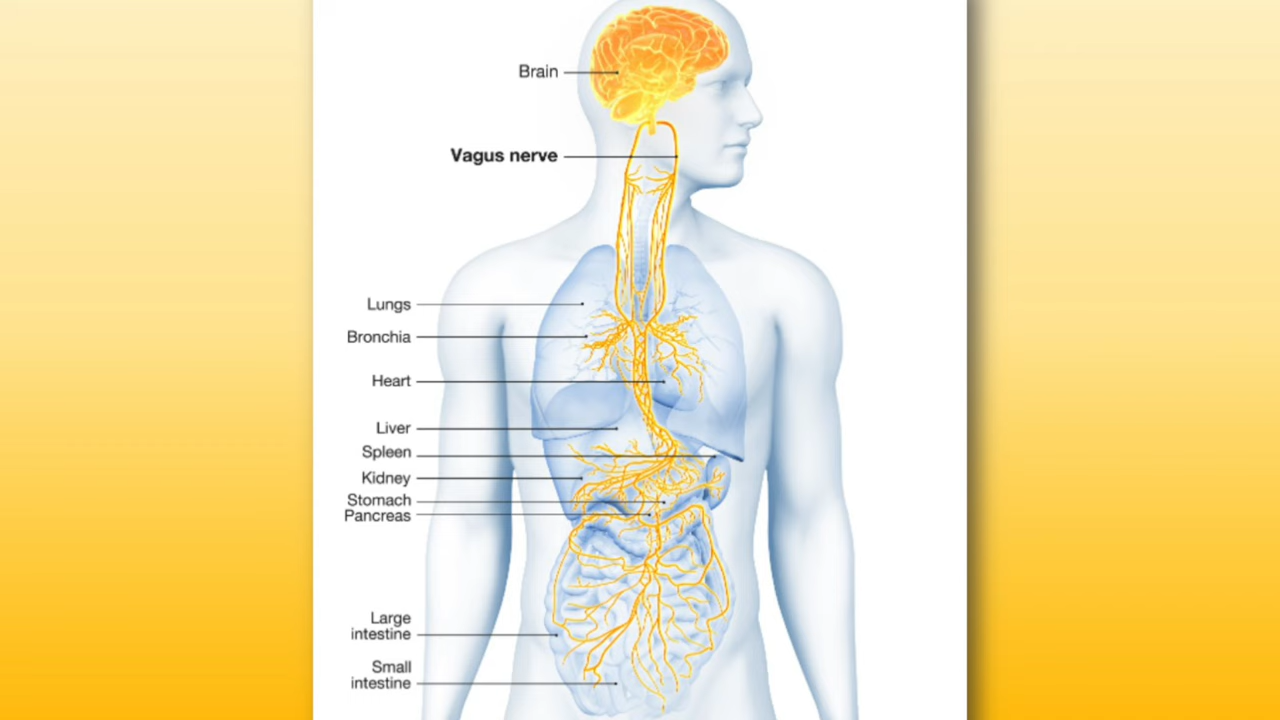 Brain
Vagus nerve
Lungs
Bronchia
Heart
Liver
Spleen
Kidney
Stomach
Pancreas
Large
intestine
Small
intestine